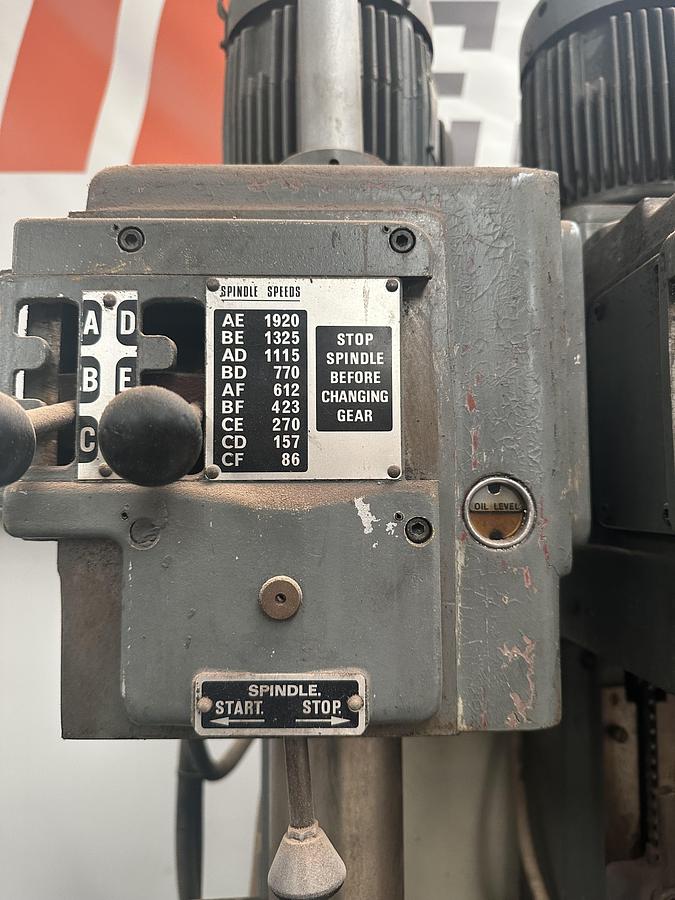 SPINDLE SPEEDS
A D
B E
C
AE 1920
BE 1325
AD 1115
BD 770
AF 612
BF 423
CE 270
CD 157
CF 86
STOP
SPINDLE
BEFORE
CHANGING
GEAR
OIL LEVEL
SPINDLE.
START. STOP.